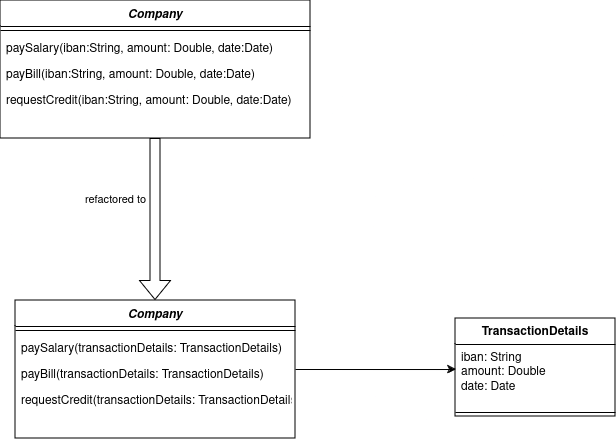 Company
paySalary(iban:String, amount: Double, date:Date)
payBill(iban:String, amount: Double, date:Date)
requestCredit(iban:String, amount: Double, date:Date)
refactored to
Company
paySalary(transactionDetails: TransactionDetails)
payBill(transactionDetails: TransactionDetails)
requestCredit(transactionDetails: TransactionDetails
TransactionDetails
iban: String
amount: Double
date: Date